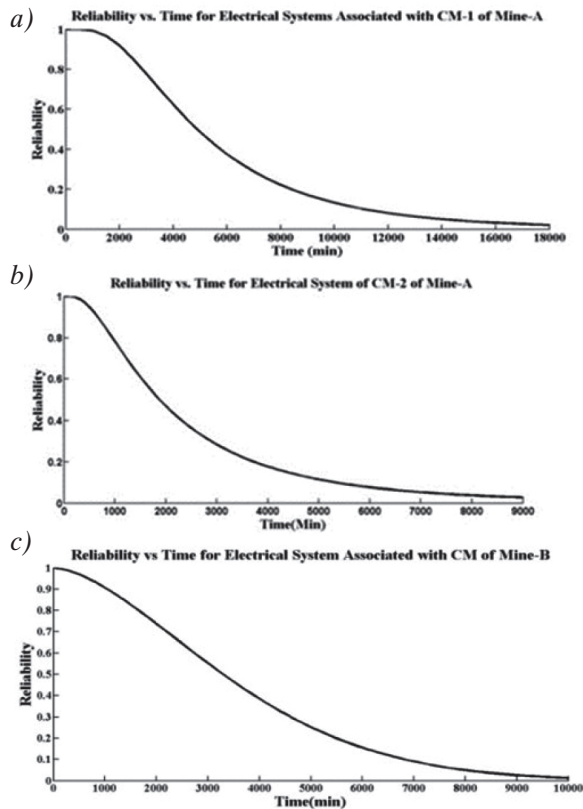 a)
Reliability vs. Time for Electrical Systems Associated with CM-1 of Mine-A
Reliability
1
0.8
0.6
0.4
0.2
0 2000 4000 6000 8000 10000 12000 14000 16000 18000
Time (min)
b)
Reliability vs. Time for Electrical System of CM-2 of Mine-A
Reliability
1
0.8
0.6
0.4
0.2
0
0 1000 2000 3000 4000 5000 6000 7000 8000 9000
Time(Min)
c)
Reliability vs Time for Electrical System Associated with CM of Mine-B
Reliability
1
0.9
0.8
0.7
0.6
0.5
0.4
0.3
0.2
0.1
0
0 1000 2000 3000 4000 5000 6000 7000 8000 9000 10000
Time(min)